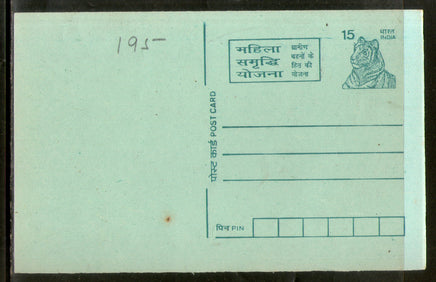 195
महिला
समृद्धि
योजना
ग्रामीण
बहनों के
हित की
योजना
15
भारत
INDIA
पोस्ट कार्ड POST CARD
पिन PIN